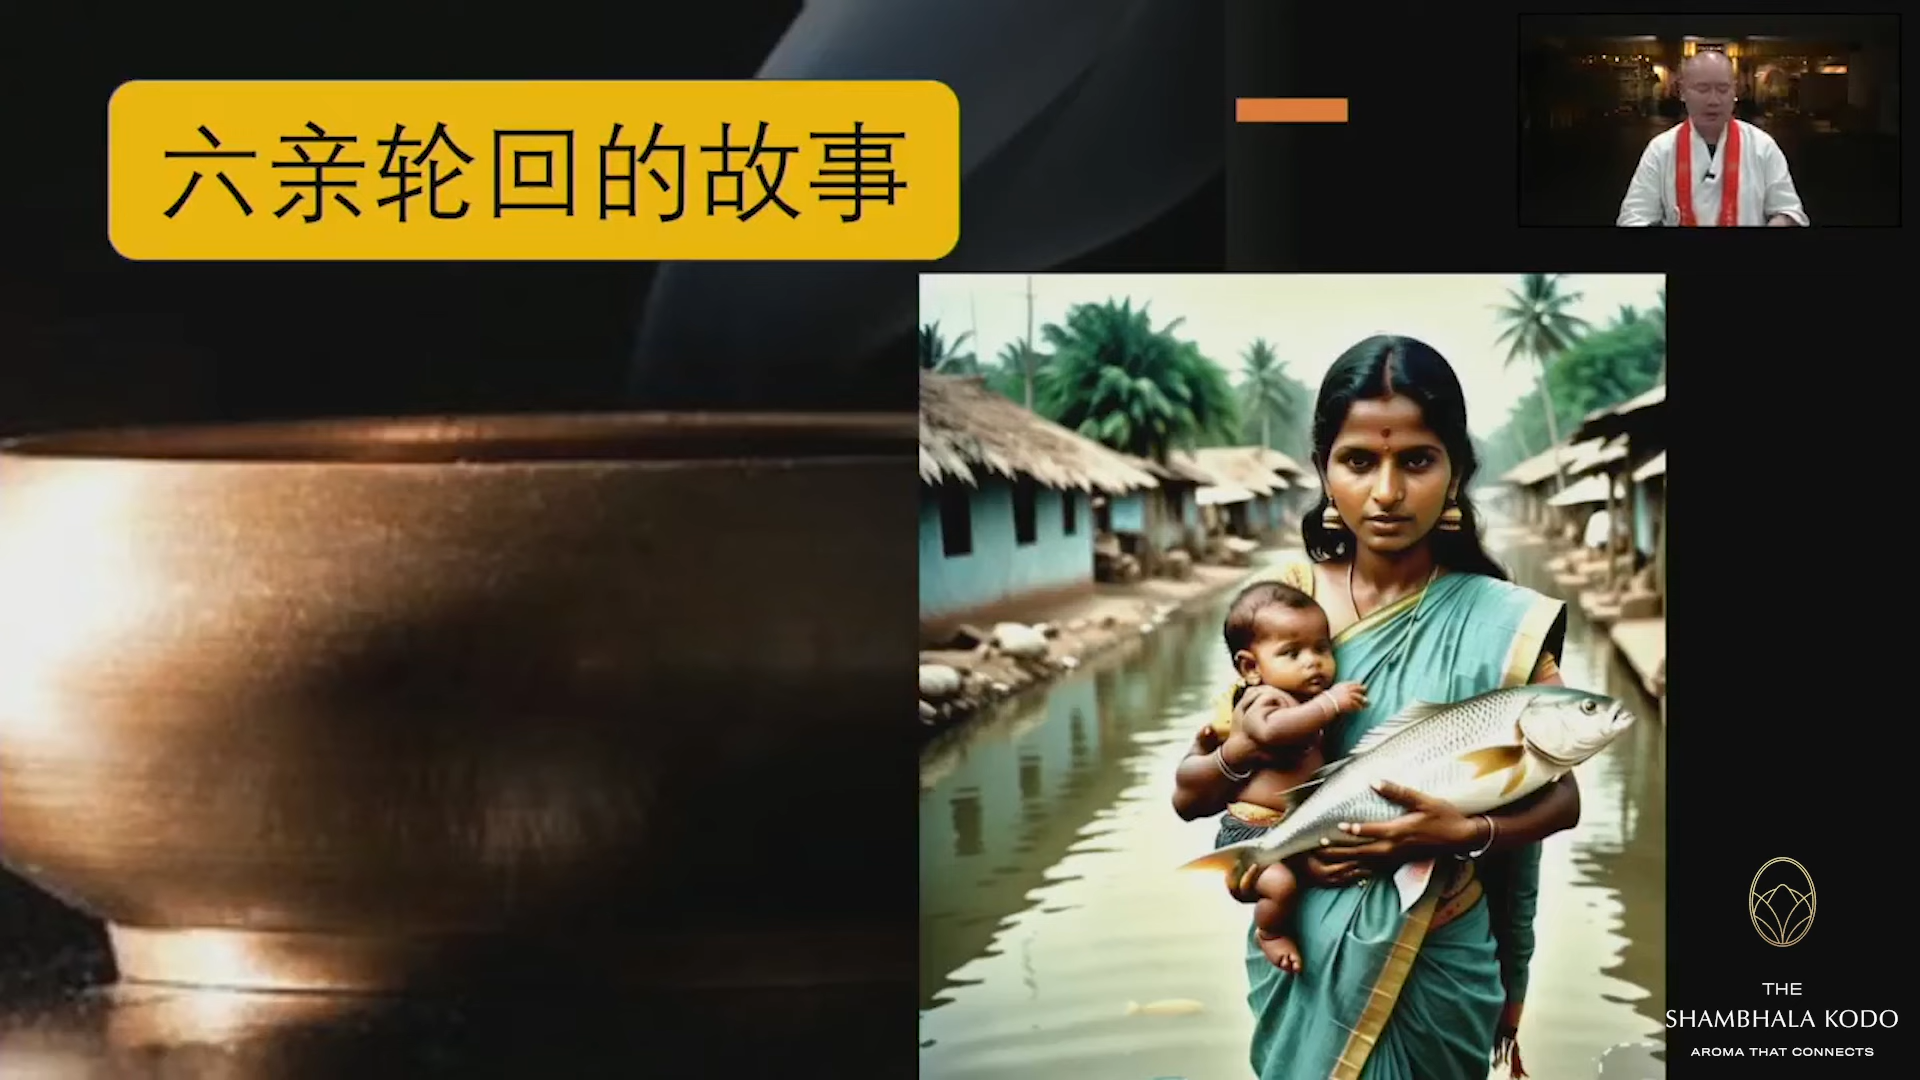 六亲轮回的故事
THE
SHAMBHALA KODO
AROMA THAT CONNECTS